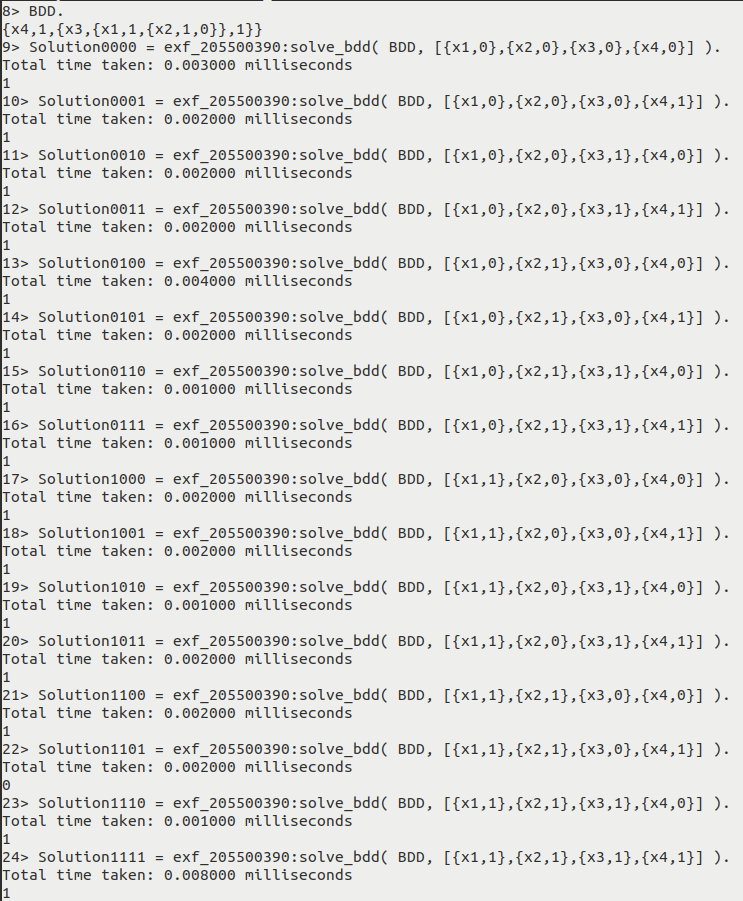 8> BDD.
{x4,1,{x3,{x1,1,{x2,1,0}},1}}
9> Solution0000 = exf_205500390:solve_bdd( BDD, [{x1,0},{x2,0},{x3,0},{x4,0}] ).
Total time taken: 0.003000 milliseconds
1
10> Solution0001 = exf_205500390:solve_bdd( BDD, [{x1,0},{x2,0},{x3,0},{x4,1}] ).
Total time taken: 0.002000 milliseconds
1
11> Solution0010 = exf_205500390:solve_bdd( BDD, [{x1,0},{x2,0},{x3,1},{x4,0}] ).
Total time taken: 0.002000 milliseconds
1
12> Solution0011 = exf_205500390:solve_bdd( BDD, [{x1,0},{x2,0},{x3,1},{x4,1}] ).
Total time taken: 0.002000 milliseconds
1
13> Solution0100 = exf_205500390:solve_bdd( BDD, [{x1,0},{x2,1},{x3,0},{x4,0}] ).
Total time taken: 0.004000 milliseconds
1
14> Solution0101 = exf_205500390:solve_bdd( BDD, [{x1,0},{x2,1},{x3,0},{x4,1}] ).
Total time taken: 0.002000 milliseconds
1
15> Solution0110 = exf_205500390:solve_bdd( BDD, [{x1,0},{x2,1},{x3,1},{x4,0}] ).
Total time taken: 0.001000 milliseconds
1
16> Solution0111 = exf_205500390:solve_bdd( BDD, [{x1,0},{x2,1},{x3,1},{x4,1}] ).
Total time taken: 0.001000 milliseconds
1
17> Solution1000 = exf_205500390:solve_bdd( BDD, [{x1,1},{x2,0},{x3,0},{x4,0}] ).
Total time taken: 0.002000 milliseconds
1
18> Solution1001 = exf_205500390:solve_bdd( BDD, [{x1,1},{x2,0},{x3,0},{x4,1}] ).
Total time taken: 0.002000 milliseconds
1
19> Solution1010 = exf_205500390:solve_bdd( BDD, [{x1,1},{x2,0},{x3,1},{x4,0}] ).
Total time taken: 0.001000 milliseconds
1
20> Solution1011 = exf_205500390:solve_bdd( BDD, [{x1,1},{x2,0},{x3,1},{x4,1}] ).
Total time taken: 0.002000 milliseconds
1
21> Solution1100 = exf_205500390:solve_bdd( BDD, [{x1,1},{x2,1},{x3,0},{x4,0}] ).
Total time taken: 0.002000 milliseconds
1
22> Solution1101 = exf_205500390:solve_bdd( BDD, [{x1,1},{x2,1},{x3,0},{x4,1}] ).
Total time taken: 0.002000 milliseconds
0
23> Solution1110 = exf_205500390:solve_bdd( BDD, [{x1,1},{x2,1},{x3,1},{x4,0}] ).
Total time taken: 0.001000 milliseconds
1
24> Solution1111 = exf_205500390:solve_bdd( BDD, [{x1,1},{x2,1},{x3,1},{x4,1}] ).
Total time taken: 0.008000 milliseconds
1